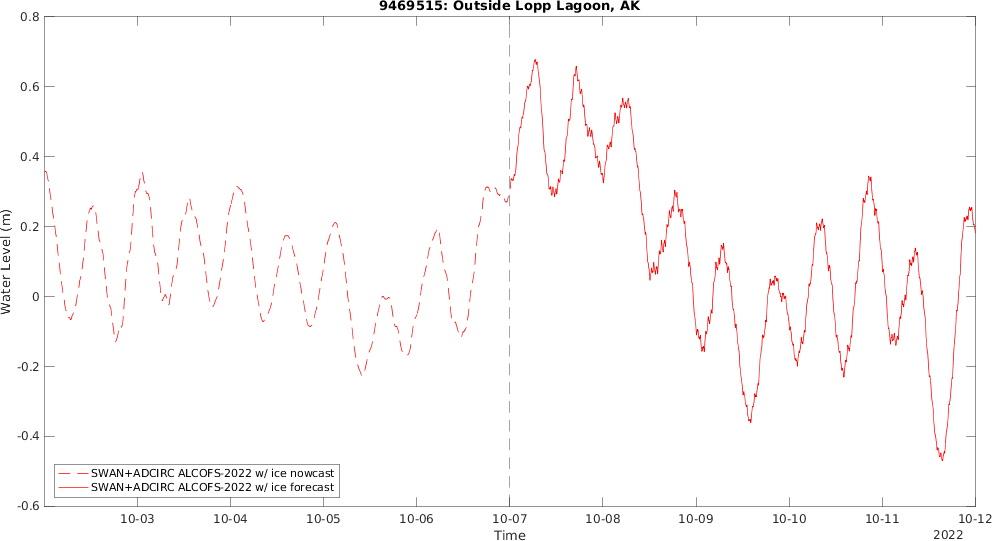 9469515: Outside Lopp Lagoon, AK
0.8
0.6
0.4
0.2
0
-0.2
-0.4
-0.6
Water Level (m)
SWAN+ADCIRC ALCOFS-2022 w/ ice nowcast
SWAN+ADCIRC ALCOFS-2022 w/ ice forecast
10-03 10-04 10-05 10-06 10-07 10-08 10-09 10-10 10-11 10-12
Time
2022